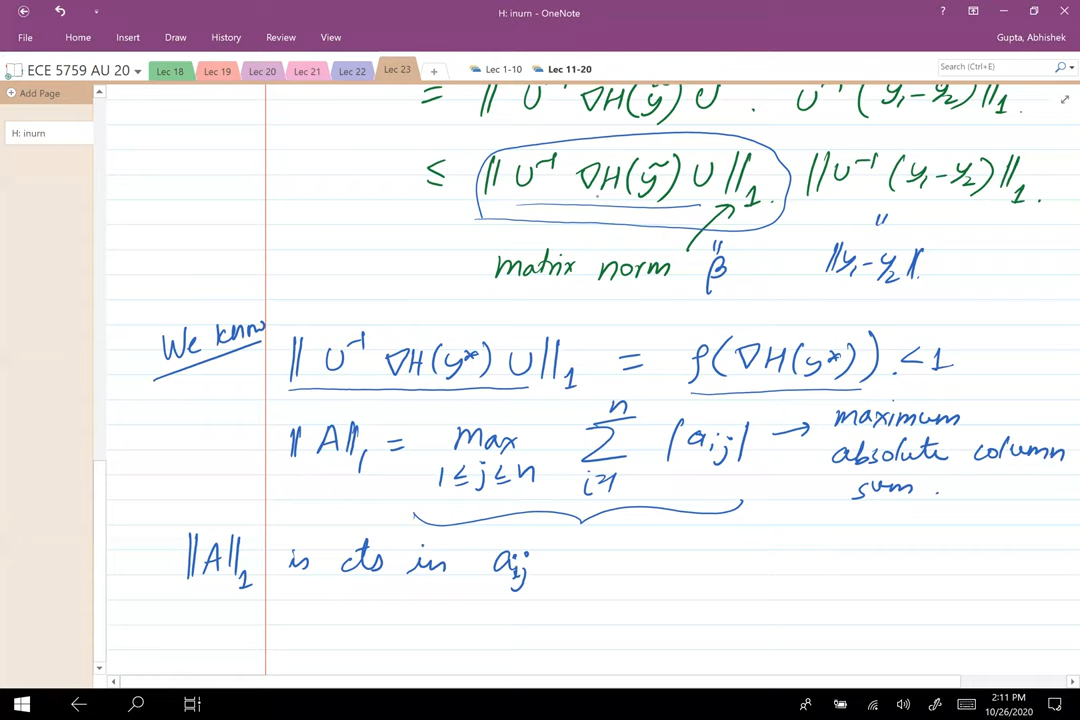 H: inurn - OneNote
File Home Insert Draw History Review View Gupta, Abhishek
ECE 5759 AU 20 Lec 18 Lec 19 Lec 20 Lec 21 Lec 22 Lec 23 + Lec 1-10 Lec 11-20 Search (Ctrl+E)
Add Page
H: inurn
= || U⁻¹ ∇H(ỹ) U . U⁻¹ (y₁-y₂)||₁.
≤ || U⁻¹ ∇H(ỹ) U ||₁ . ||U⁻¹ (y₁-y₂)||₁.
matrix norm " β " ||y₁-y₂||.
We know || U⁻¹ ∇H(y*) U||₁ = ρ(∇H(y*)). <1
||A||₁ = max 1≤j≤n ∑ i=1 n |aᵢⱼ| → maximum
absolute column
sum.
||A||₁ is cts in aᵢⱼ
2:11 PM
10/26/2020